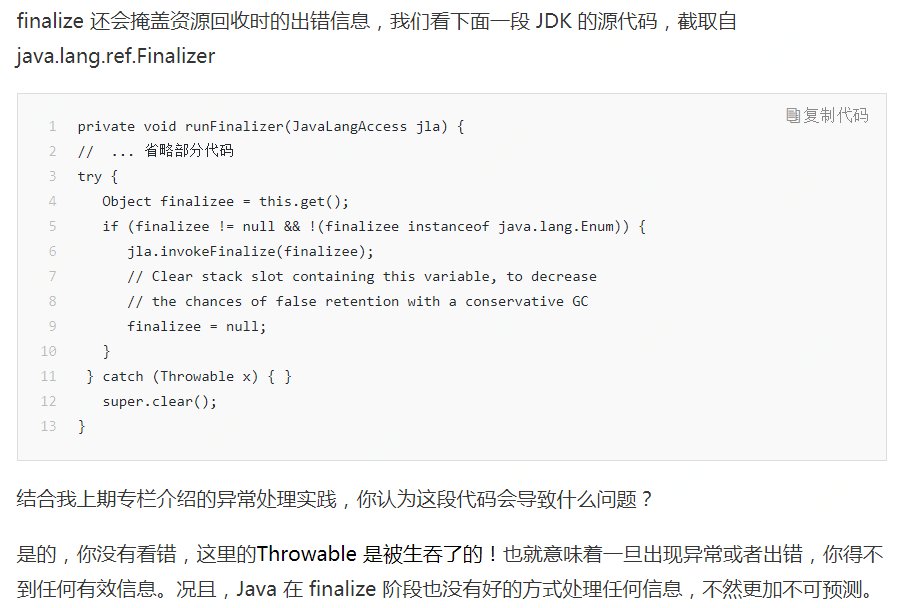 finalize 还会掩盖资源回收时的出错信息，我们看下面一段 JDK 的源代码，截取自
java.lang.ref.Finalizer
复制代码
1 private void runFinalizer(JavaLangAccess jla) {
2 //  ... 省略部分代码
3 try {
4    Object finalizee = this.get();
5    if (finalizee != null && !(finalizee instanceof java.lang.Enum)) {
6       jla.invokeFinalize(finalizee);
7       // Clear stack slot containing this variable, to decrease
8       // the chances of false retention with a conservative GC
9       finalizee = null;
10    }
11  } catch (Throwable x) { }
12    super.clear();
13 }
结合我上期专栏介绍的异常处理实践，你认为这段代码会导致什么问题？
是的，你没有看错，这里的Throwable 是被生吞了的！也就意味着一旦出现异常或者出错，你得不
到任何有效信息。况且，Java 在 finalize 阶段也没有好的方式处理任何信息，不然更加不可预测。